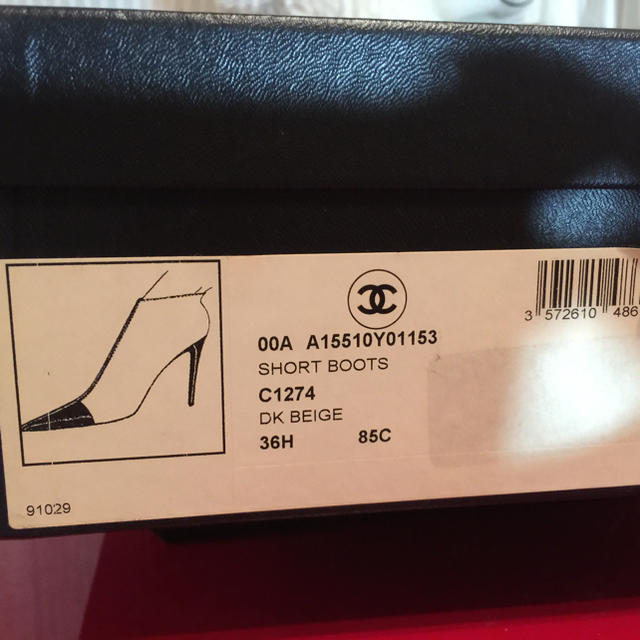 00A A15510Y01153
SHORT BOOTS
C1274
DK BEIGE
36H 85C
3 572610 486
91029